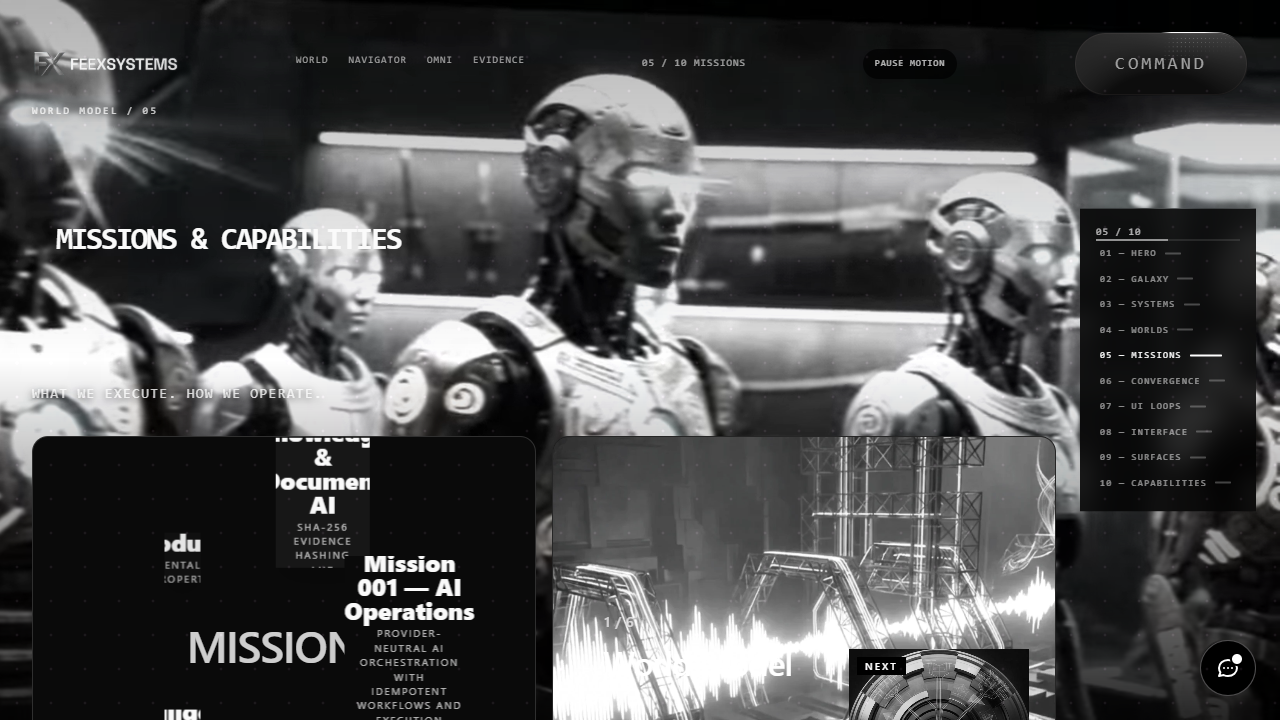 FEEXSYSTEMS
WORLD NAVIGATOR OMNI EVIDENCE
05 / 10 MISSIONS
PAUSE MOTION
COMMAND
WORLD MODEL / 05
MISSIONS & CAPABILITIES
WHAT WE EXECUTE. HOW WE OPERATE.
05 / 10
01 — HERO
02 — GALAXY
03 — SYSTEMS
04 — WORLDS
05 — MISSIONS
06 — CONVERGENCE
07 — UI LOOPS
08 — INTERFACE
09 — SURFACES
10 — CAPABILITIES
&
AI
SHA-256
EVIDENCE
HASHING
Mission
001 — AI
Operations
PROVIDER-
NEUTRAL AI
ORCHESTRATION
WITH
IDEMPOTENT
WORKFLOWS AND
EXECUTION
MISSION
1 / 6
NEXT